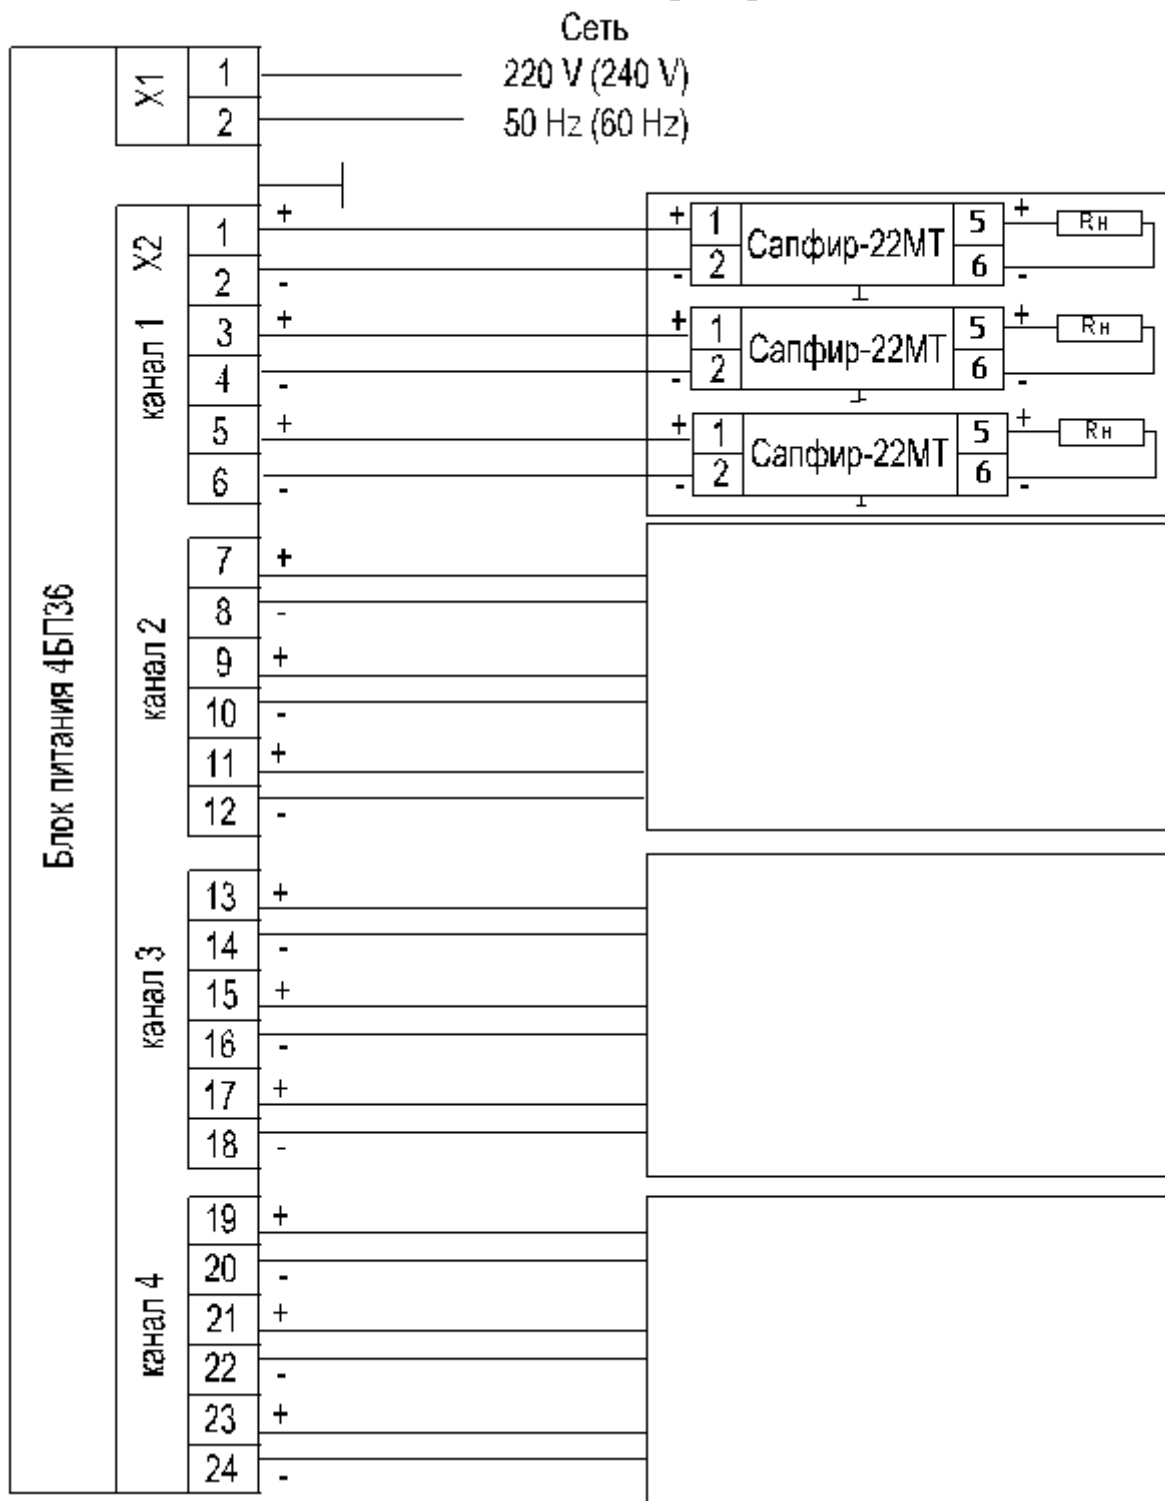 Сеть
220 V (240 V)
50 Hz (60 Hz)
Блок питания 4БП36
X1
1
2
X2
канал 1
1 +
2 -
3 +
4 -
5 +
6 -
+ 1 Сапфир-22МТ 5 + Rн
- 2 6 -
+ 1 Сапфир-22МТ 5 + Rн
- 2 6 -
+ 1 Сапфир-22МТ 5 + Rн
- 2 6 -
канал 2
7 +
8 -
9 +
10 -
11 +
12 -
канал 3
13 +
14 -
15 +
16 -
17 +
18 -
канал 4
19 +
20 -
21 +
22 -
23 +
24 -